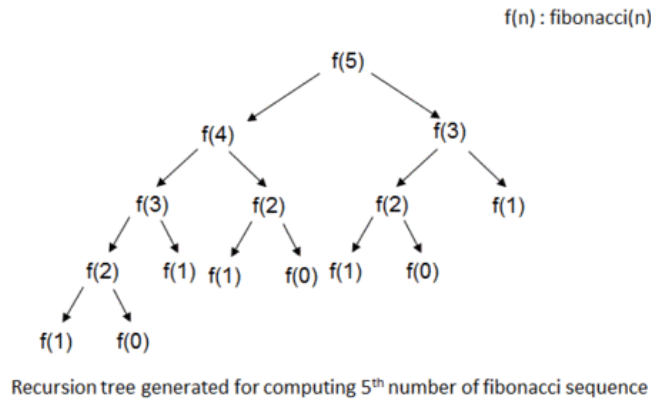 f(n) : fibonacci(n)
f(5)
f(4) f(3)
f(3) f(2) f(2) f(1)
f(2) f(1) f(1) f(0) f(1) f(0)
f(1) f(0)
Recursion tree generated for computing 5th number of fibonacci sequence